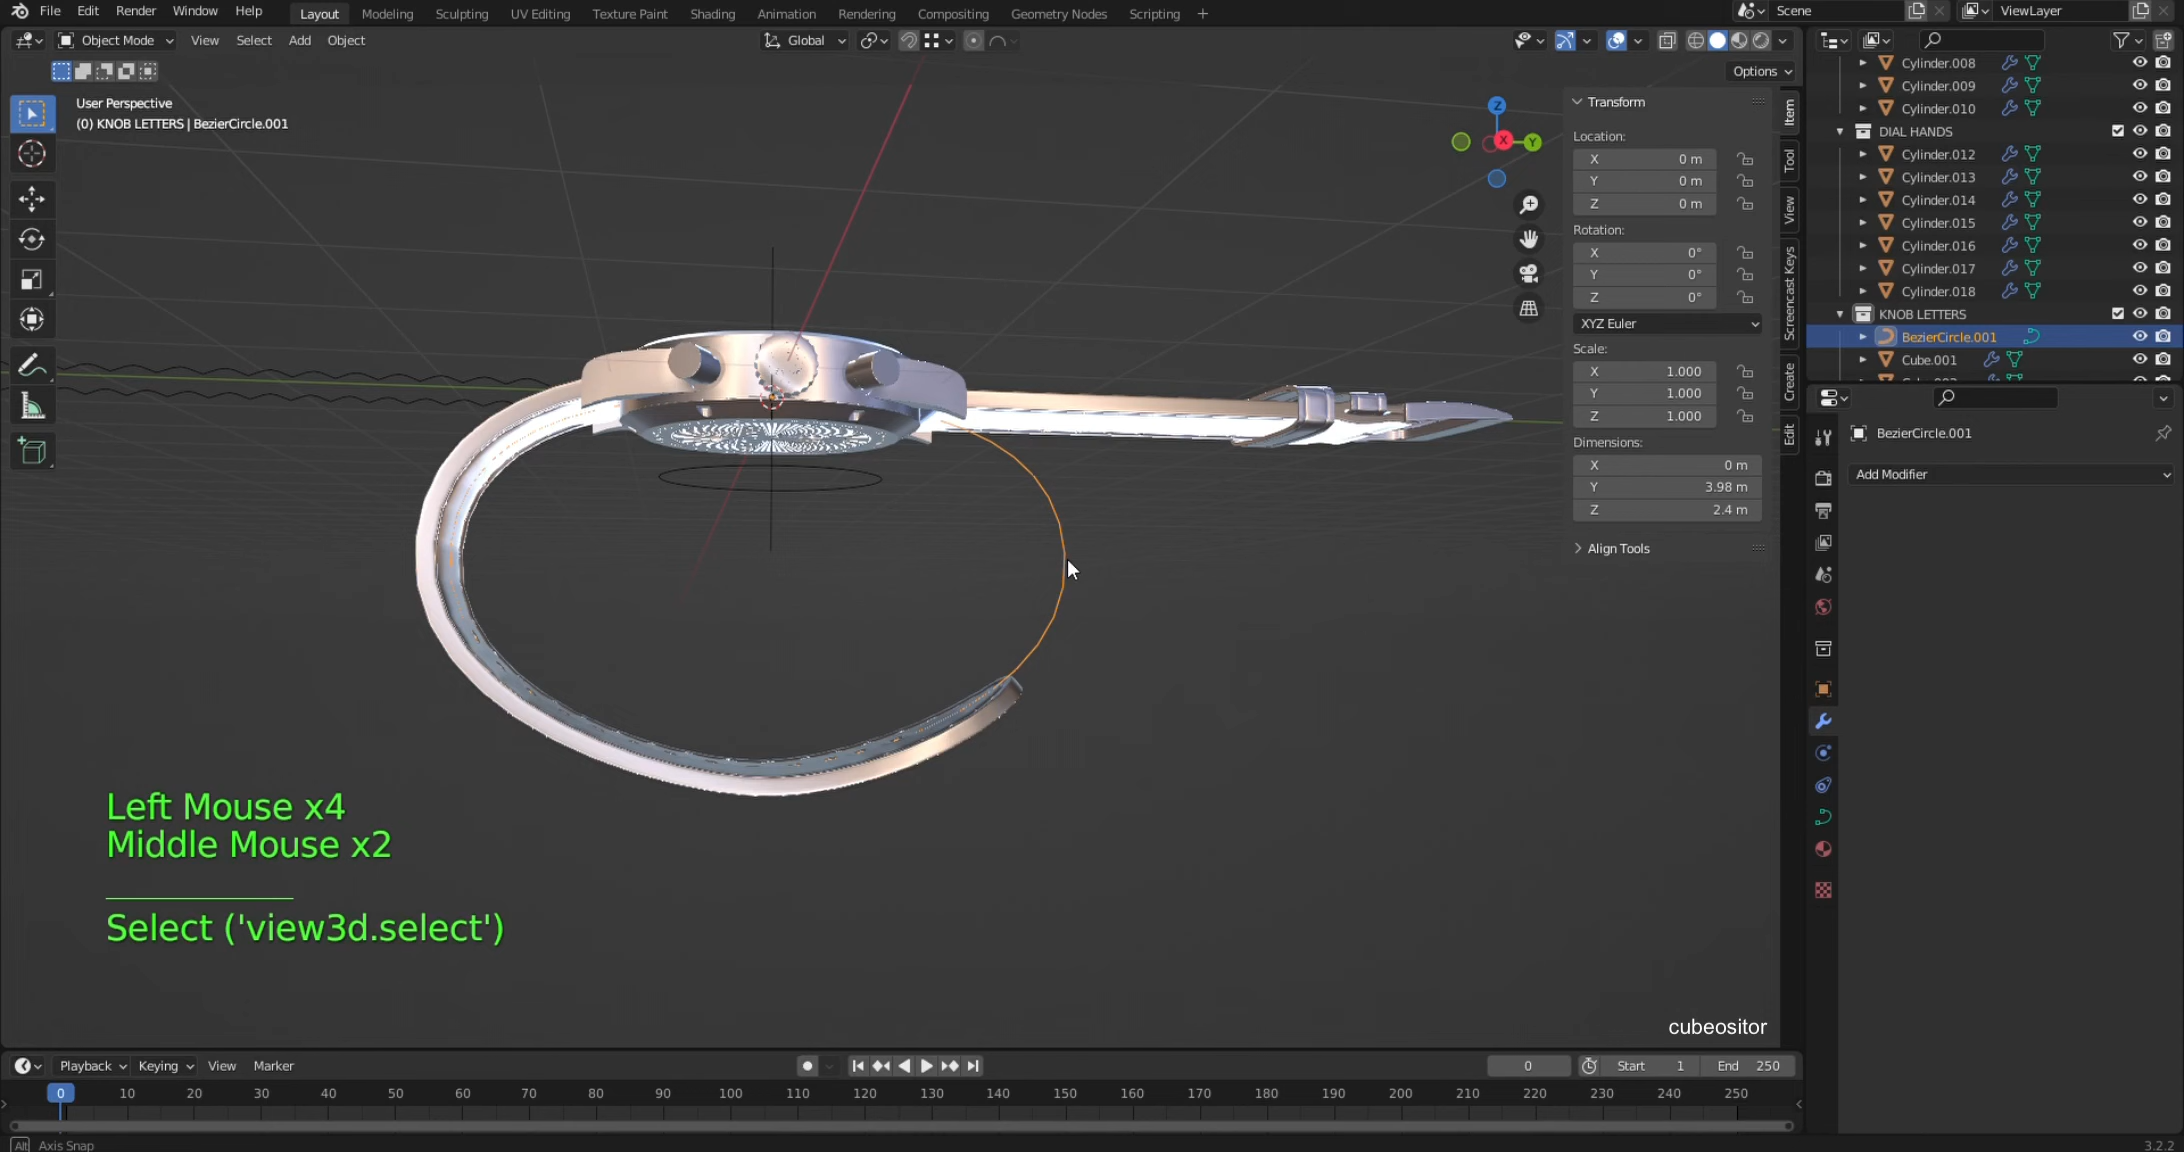 File Edit Render Window Help Layout Modeling Sculpting UV Editing Texture Paint Shading Animation Rendering Compositing Geometry Nodes Scripting + Scene ViewLayer
Object Mode View Select Add Object Global
Options
User Perspective
(0) KNOB LETTERS | BezierCircle.001
Z
X
Y
Transform
Location:
X 0 m
Y 0 m
Z 0 m
Rotation:
X 0°
Y 0°
Z 0°
XYZ Euler
Scale:
X 1.000
Y 1.000
Z 1.000
Dimensions:
X 0 m
Y 3.98 m
Z 2.4 m
Align Tools
Item
Tool
View
Screencast Keys
Create
Edit
Cylinder.008
Cylinder.009
Cylinder.010
DIAL HANDS
Cylinder.012
Cylinder.013
Cylinder.014
Cylinder.015
Cylinder.016
Cylinder.017
Cylinder.018
KNOB LETTERS
BezierCircle.001
Cube.001
BezierCircle.001
Add Modifier
Left Mouse x4
Middle Mouse x2
Select ('view3d.select')
cubeositor
Playback Keying View Marker 0 Start 1 End 250
0 10 20 30 40 50 60 70 80 90 100 110 120 130 140 150 160 170 180 190 200 210 220 230 240 250
Alt Axis Snap
3.2.2